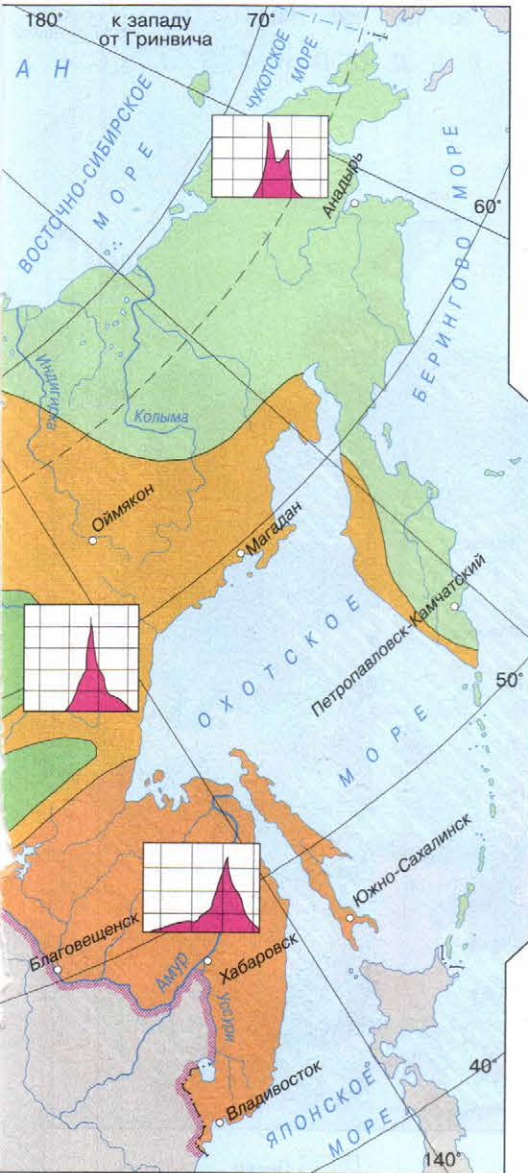 180° к западу 70°
от Гринвича
А Н
ЧУКОТСКОЕ
МОРЕ
ВОСТОЧНО-СИБИРСКОЕ
МОРЕ
Анадырь
60°
БЕРИНГОВО МОРЕ
Индигирка
Колыма
Оймякон
Магадан
Петропавловск-Камчатский
50°
ОХОТСКОЕ
МОРЕ
Южно-Сахалинск
Благовещенск
Амур
Хабаровск
Уссури
40°
Владивосток
ЯПОНСКОЕ
МОРЕ
140°